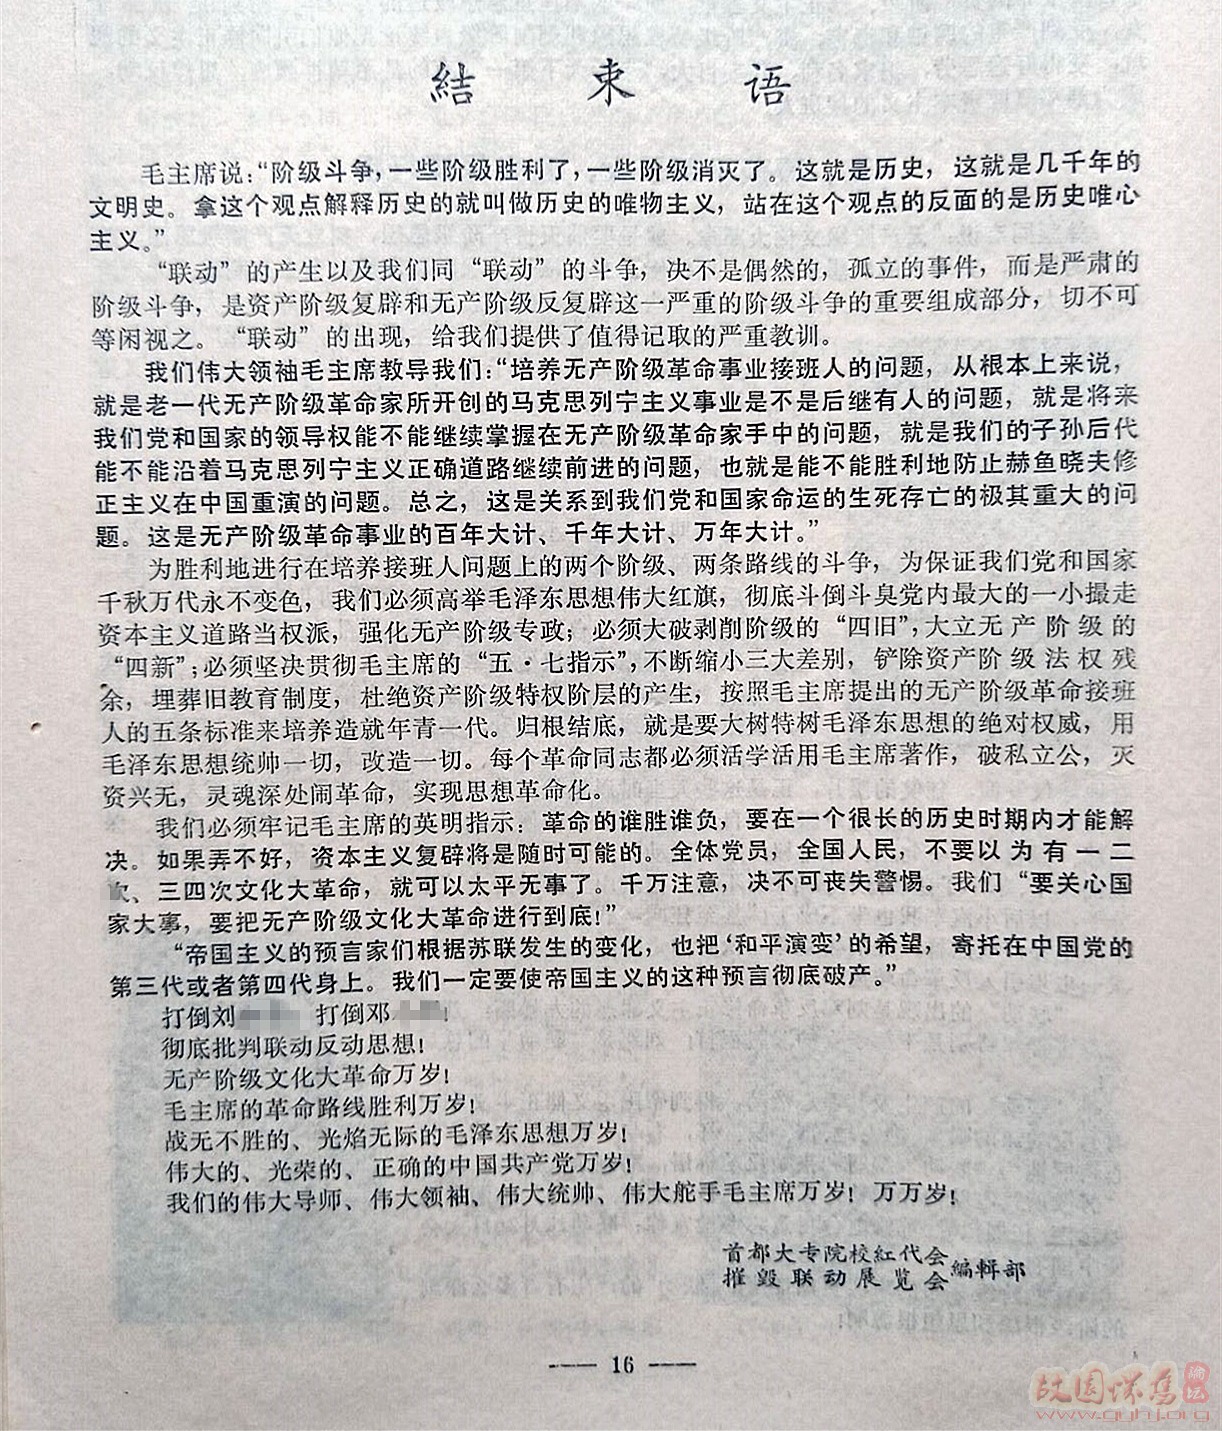 結束语
毛主席说：“阶级斗争，一些阶级胜利了，一些阶级消灭了。这就是历史，这就是几千年的
文明史。拿这个观点解释历史的就叫做历史的唯物主义，站在这个观点的反面的是历史唯心
主义。”
“联动”的产生以及我们同“联动”的斗争，决不是偶然的，孤立的事件，而是严肃的
阶级斗争，是资产阶级复辟和无产阶级反复辟这一严重的阶级斗争的重要组成部分，切不可
等闲视之。“联动”的出现，给我们提供了值得记取的严重教训。
我们伟大领袖毛主席教导我们：“培养无产阶级革命事业接班人的问题，从根本上来说，
就是老一代无产阶级革命家所开创的马克思列宁主义事业是不是后继有人的问题，就是将来
我们党和国家的领导权能不能继续掌握在无产阶级革命家手中的问题，就是我们的子孙后代
能不能沿着马克思列宁主义正确道路继续前进的问题，也就是能不能胜利地防止赫鱼晓夫修
正主义在中国重演的问题。总之，这是关系到我们党和国家命运的生死存亡的极其重大的问
题。这是无产阶级革命事业的百年大计、千年大计、万年大计。”
为胜利地进行在培养接班人问题上的两个阶级、两条路线的斗争，为保证我们党和国家
千秋万代永不变色，我们必须高举毛泽东思想伟大红旗，彻底斗倒斗臭党内最大的一小撮走
资本主义道路当权派，强化无产阶级专政；必须大破剥削阶级的“四旧”，大立无产阶级的
“四新”；必须坚决贯彻毛主席的“五·七指示”，不断缩小三大差别，铲除资产阶级法权残
余，埋葬旧教育制度，杜绝资产阶级特权阶层的产生，按照毛主席提出的无产阶级革命接班
人的五条标准来培养造就年青一代。归根结底，就是要大树特树毛泽东思想的绝对权威，用
毛泽东思想统帅一切，改造一切。每个革命同志都必须活学活用毛主席著作，破私立公，灭
资兴无，灵魂深处闹革命，实现思想革命化。
我们必须牢记毛主席的英明指示：革命的谁胜谁负，要在一个很长的历史时期内才能解
决。如果弄不好，资本主义复辟将是随时可能的。全体党员，全国人民，不要以为有一二
次、三四次文化大革命，就可以太平无事了。千万注意，决不可丧失警惕。我们“要关心国
家大事，要把无产阶级文化大革命进行到底！”
“帝国主义的预言家们根据苏联发生的变化，也把‘和平演变’的希望，寄托在中国党的
第三代或者第四代身上。我们一定要使帝国主义的这种预言彻底破产。”
打倒刘 打倒邓！
彻底批判联动反动思想！
无产阶级文化大革命万岁！
毛主席的革命路线胜利万岁！
战无不胜的、光焰无际的毛泽东思想万岁！
伟大的、光荣的、正确的中国共产党万岁！
我们的伟大导师、伟大领袖、伟大统帅、伟大舵手毛主席万岁！万万岁！
首都大专院校紅代会
摧毁联动展览会编輯部
—— 16 ——
故园怀旧论坛
www.gyhj.org